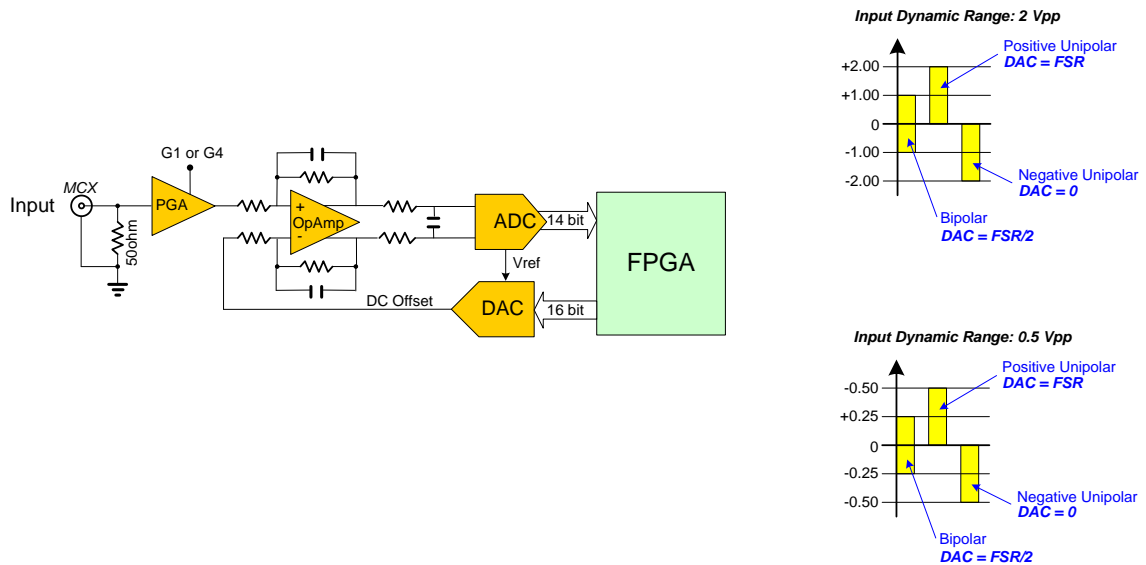 Input Dynamic Range: 2 Vpp
Positive Unipolar
DAC = FSR
+2.00
+1.00
0
-1.00
-2.00
Negative Unipolar
DAC = 0
Bipolar
DAC = FSR/2
G1 or G4
MCX
Input
PGA
50ohm
+
OpAmp
-
ADC
14 bit
Vref
FPGA
DC Offset
DAC
16 bit
Input Dynamic Range: 0.5 Vpp
Positive Unipolar
DAC = FSR
-0.50
+0.25
0
-0.25
-0.50
Negative Unipolar
DAC = 0
Bipolar
DAC = FSR/2